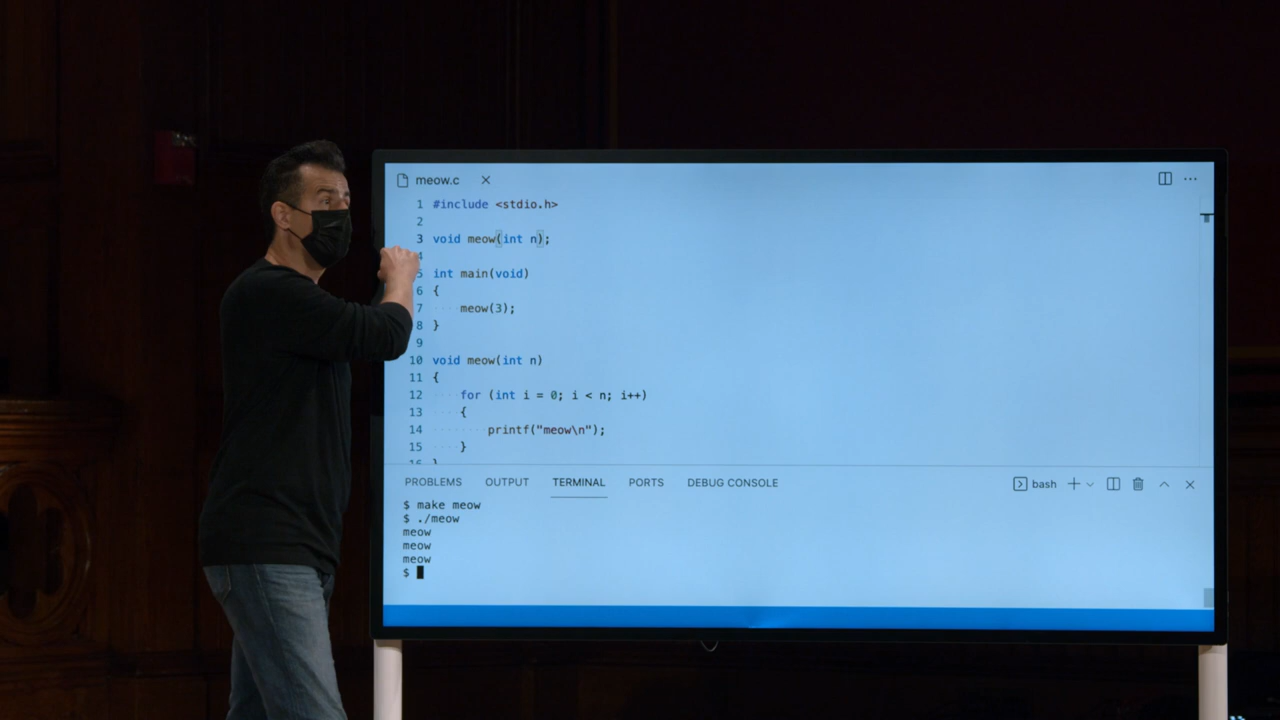 meow.c
1 #include <stdio.h>
2
3 void meow(int n);
4
5 int main(void)
6 {
7 meow(3);
8 }
9
10 void meow(int n)
11 {
12 for (int i = 0; i < n; i++)
13 {
14 printf("meow\n");
15 }
16 }
PROBLEMS OUTPUT TERMINAL PORTS DEBUG CONSOLE bash
$ make meow
$ ./meow
meow
meow
meow
$